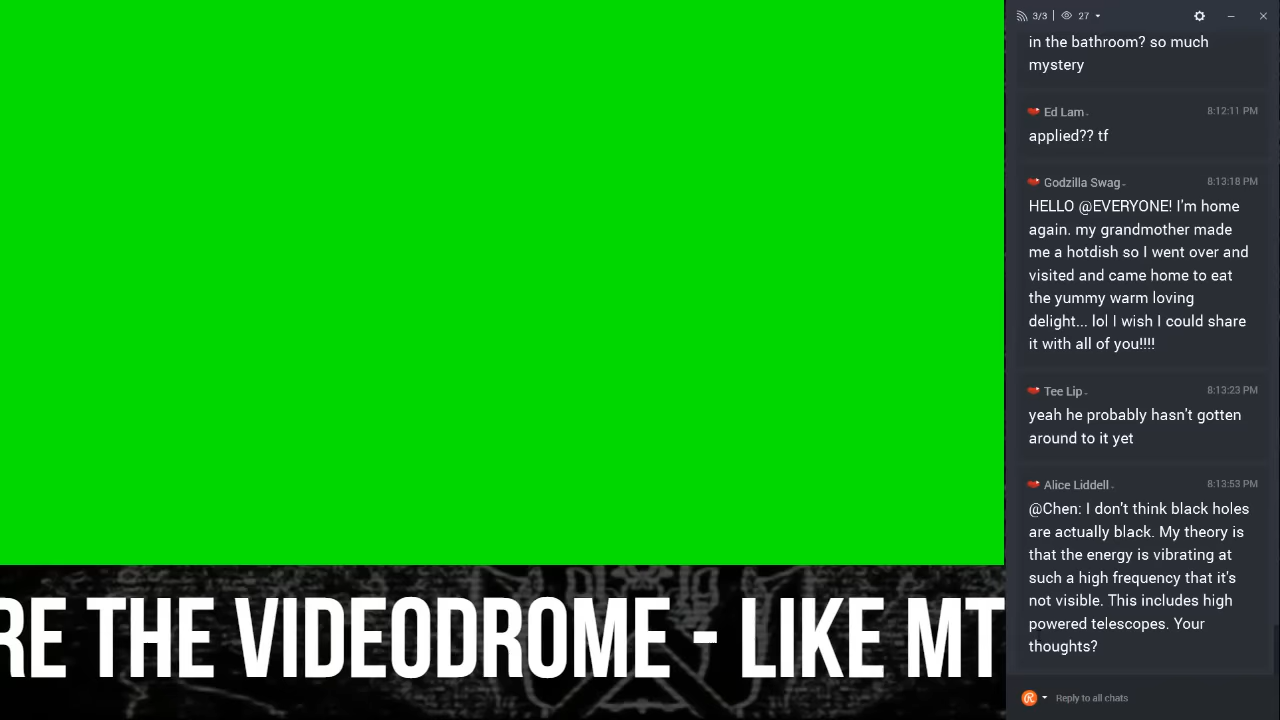 3/3 27
in the bathroom? so much
mystery
Ed Lam 8:12:11 PM
applied?? tf
Godzilla Swag 8:13:18 PM
HELLO @EVERYONE! I'm home
again. my grandmother made
me a hotdish so I went over and
visited and came home to eat
the yummy warm loving
delight... lol I wish I could share
it with all of you!!!!
Tee Lip 8:13:23 PM
yeah he probably hasn't gotten
around to it yet
Alice Liddell 8:13:53 PM
@Chen: I don't think black holes
are actually black. My theory is
that the energy is vibrating at
such a high frequency that it's
not visible. This includes high
powered telescopes. Your
thoughts?
Reply to all chats
RE THE VIDEODROME - LIKE MT